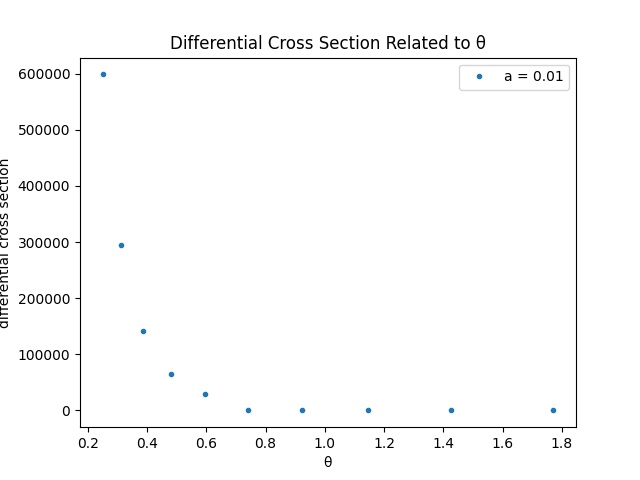 Differential Cross Section Related to θ
a = 0.01
differential cross section
600000
500000
400000
300000
200000
100000
0
0.2 0.4 0.6 0.8 1.0 1.2 1.4 1.6 1.8
θ